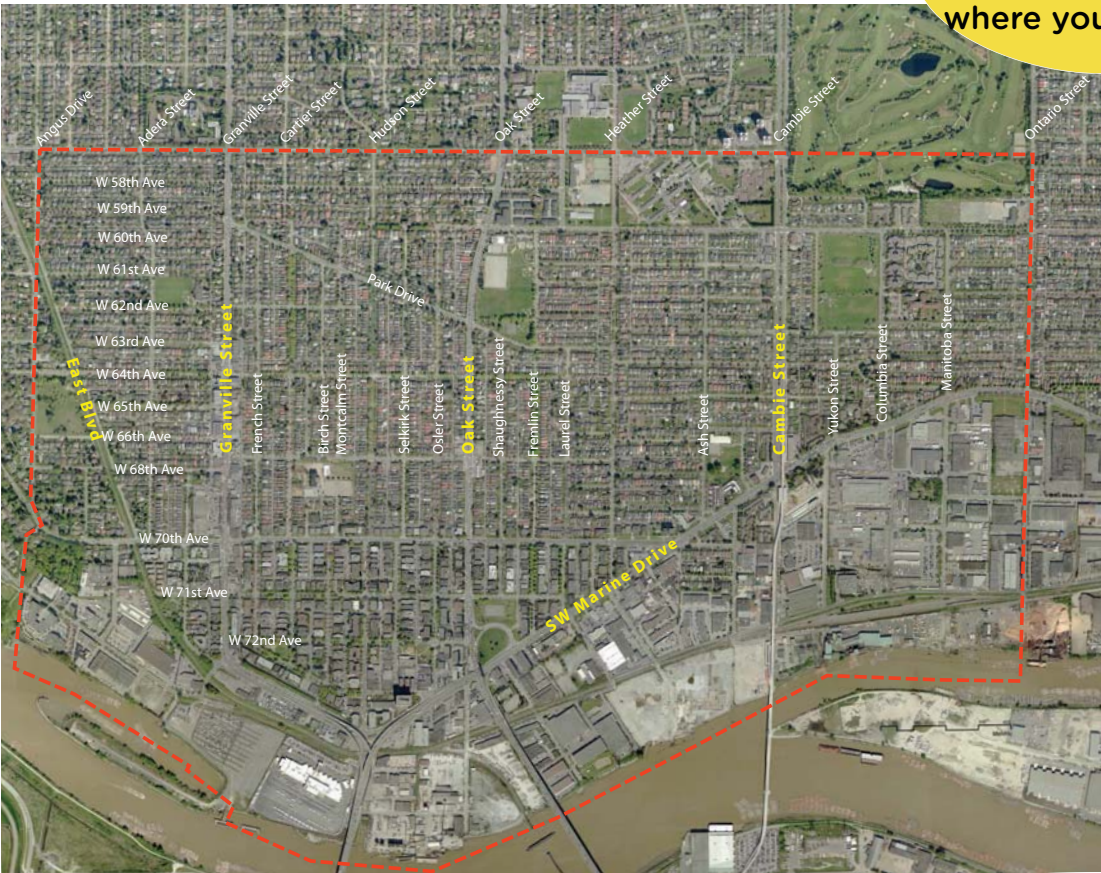 where you
Angus Drive
Adera Street
Granville Street
Cartier Street
Hudson Street
Oak Street
Heather Street
Cambie Street
Ontario Street
W 58th Ave
W 59th Ave
W 60th Ave
W 61st Ave
W 62nd Ave
W 63rd Ave
W 64th Ave
W 65th Ave
W 66th Ave
W 68th Ave
W 70th Ave
W 71st Ave
W 72nd Ave
Park Drive
East Blvd
Granville Street
French Street
Birch Street
Montcalm Street
Selkirk Street
Osler Street
Oak Street
Shaughnessy Street
Fremlin Street
Laurel Street
Ash Street
Cambie Street
Yukon Street
Columbia Street
Manitoba Street
SW Marine Drive